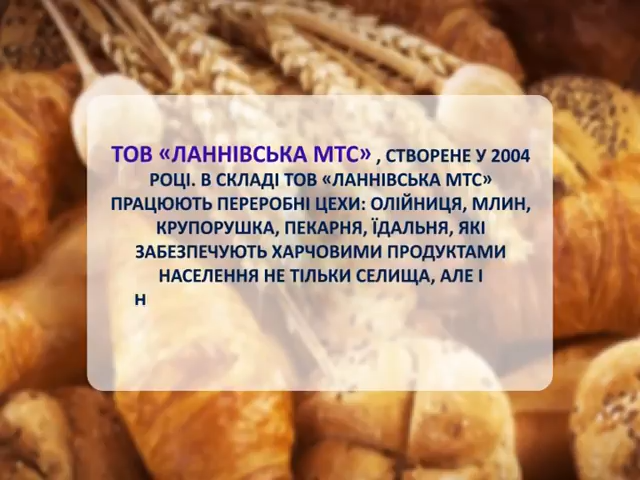 ТОВ «ЛАННІВСЬКА МТС» , СТВОРЕНЕ У 2004
РОЦІ. В СКЛАДІ ТОВ «ЛАННІВСЬКА МТС»
ПРАЦЮЮТЬ ПЕРЕРОБНІ ЦЕХИ: ОЛІЙНИЦЯ, МЛИН,
КРУПОРУШКА, ПЕКАРНЯ, ЇДАЛЬНЯ, ЯКІ
ЗАБЕЗПЕЧУЮТЬ ХАРЧОВИМИ ПРОДУКТАМИ
НАСЕЛЕННЯ НЕ ТІЛЬКИ СЕЛИЩА, АЛЕ І
Н